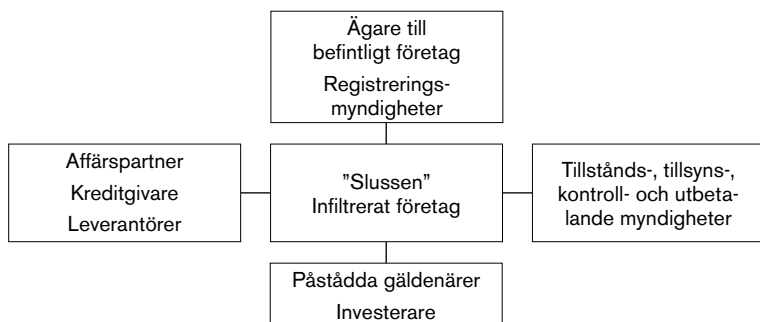 Ägare till
befintligt företag
Registrerings-
myndigheter
Affärspartner
Kreditgivare
Leverantörer
”Slussen”
Infiltrerat företag
Tillstånds-, tillsyns-,
kontroll- och utbeta-
lande myndigheter
Påstådda gäldenärer
Investerare